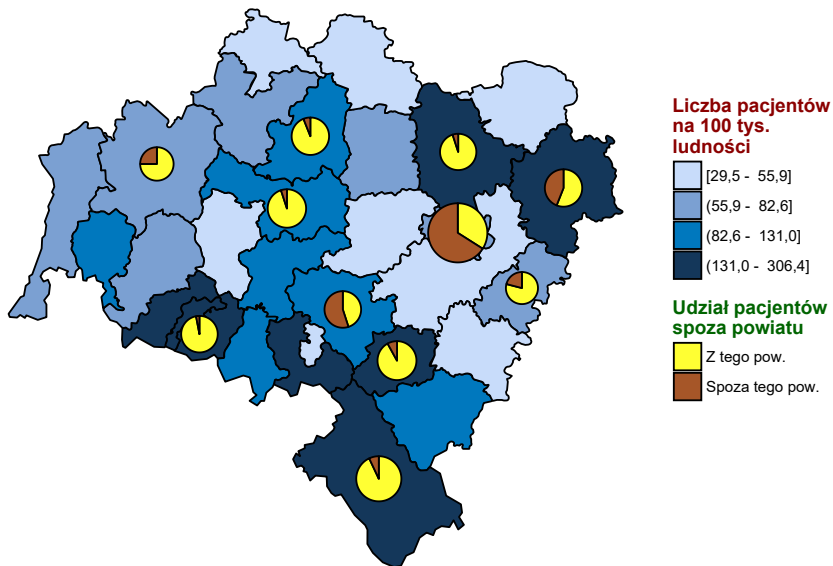 Liczba pacjentów
na 100 tys.
ludności
[29,5 - 55,9]
(55,9 - 82,6]
(82,6 - 131,0]
(131,0 - 306,4]
Udział pacjentów
spoza powiatu
Z tego pow.
Spoza tego pow.